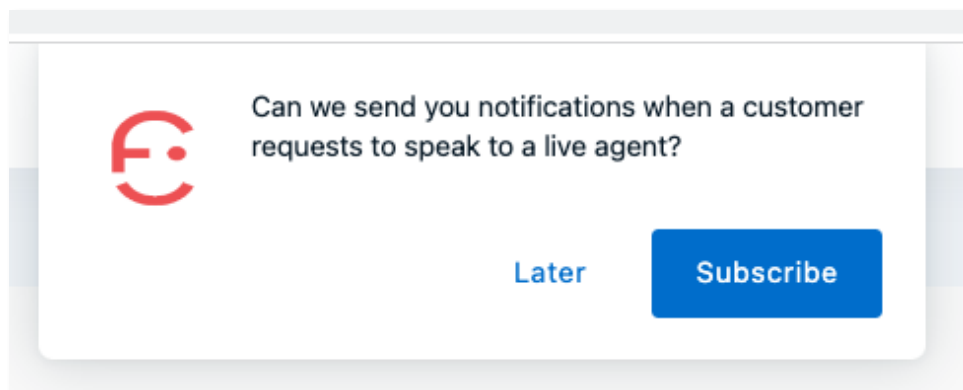 Can we send you notifications when a customer
requests to speak to a live agent?
Later
Subscribe